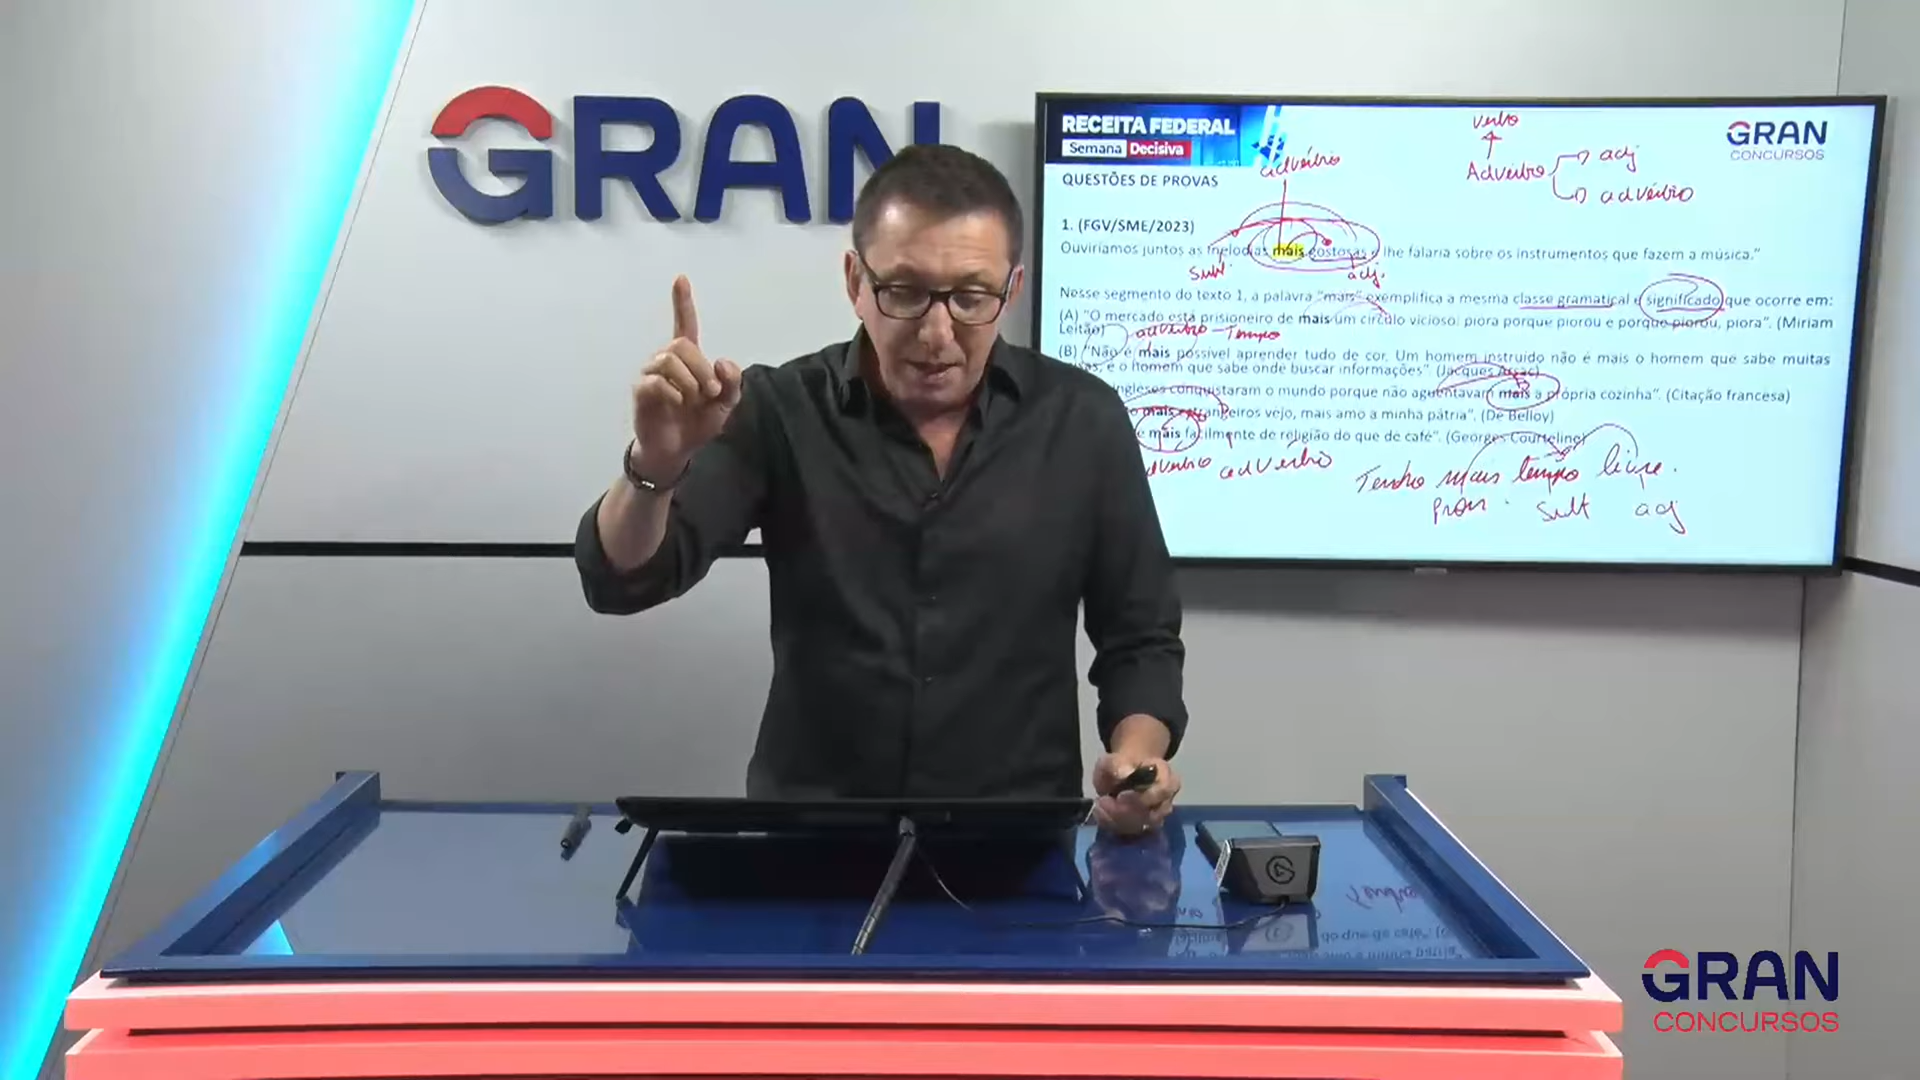 GRAN
RECEITA FEDERAL
Semana Decisiva
GRAN
CONCURSOS
verbo
Advérbio
adj
advérbio
advérbio
QUESTÕES DE PROVAS
1. (FGV/SME/2023)
Ouviríamos juntos as melodias mais gostosas e lhe falaria sobre os instrumentos que fazem a música.”
subt.
adj.
Nesse segmento do texto 1, a palavra “mais” exemplifica a mesma classe gramatical e significado que ocorre em:
(A) “O mercado está prisioneiro de mais um círculo vicioso: piora porque piorou e porque piorou, piora”. (Miriam
Leitão)
advérbio - Tempo
(B) “Não é mais possível aprender tudo de cor. Um homem instruído não é mais o homem que sabe muitas
é o homem que sabe onde buscar informações”. (Jacques Arsac)
ingleses conquistaram o mundo porque não aguentavam mais a própria cozinha”. (Citação francesa)
mais estrangeiros vejo, mais amo a minha pátria”. (De Belloy)
e mais facilmente de religião do que de café”. (Georges Courteline)
advérbio
Tenho mais tempo livre.
Pron. subt adj
GRAN
CONCURSOS